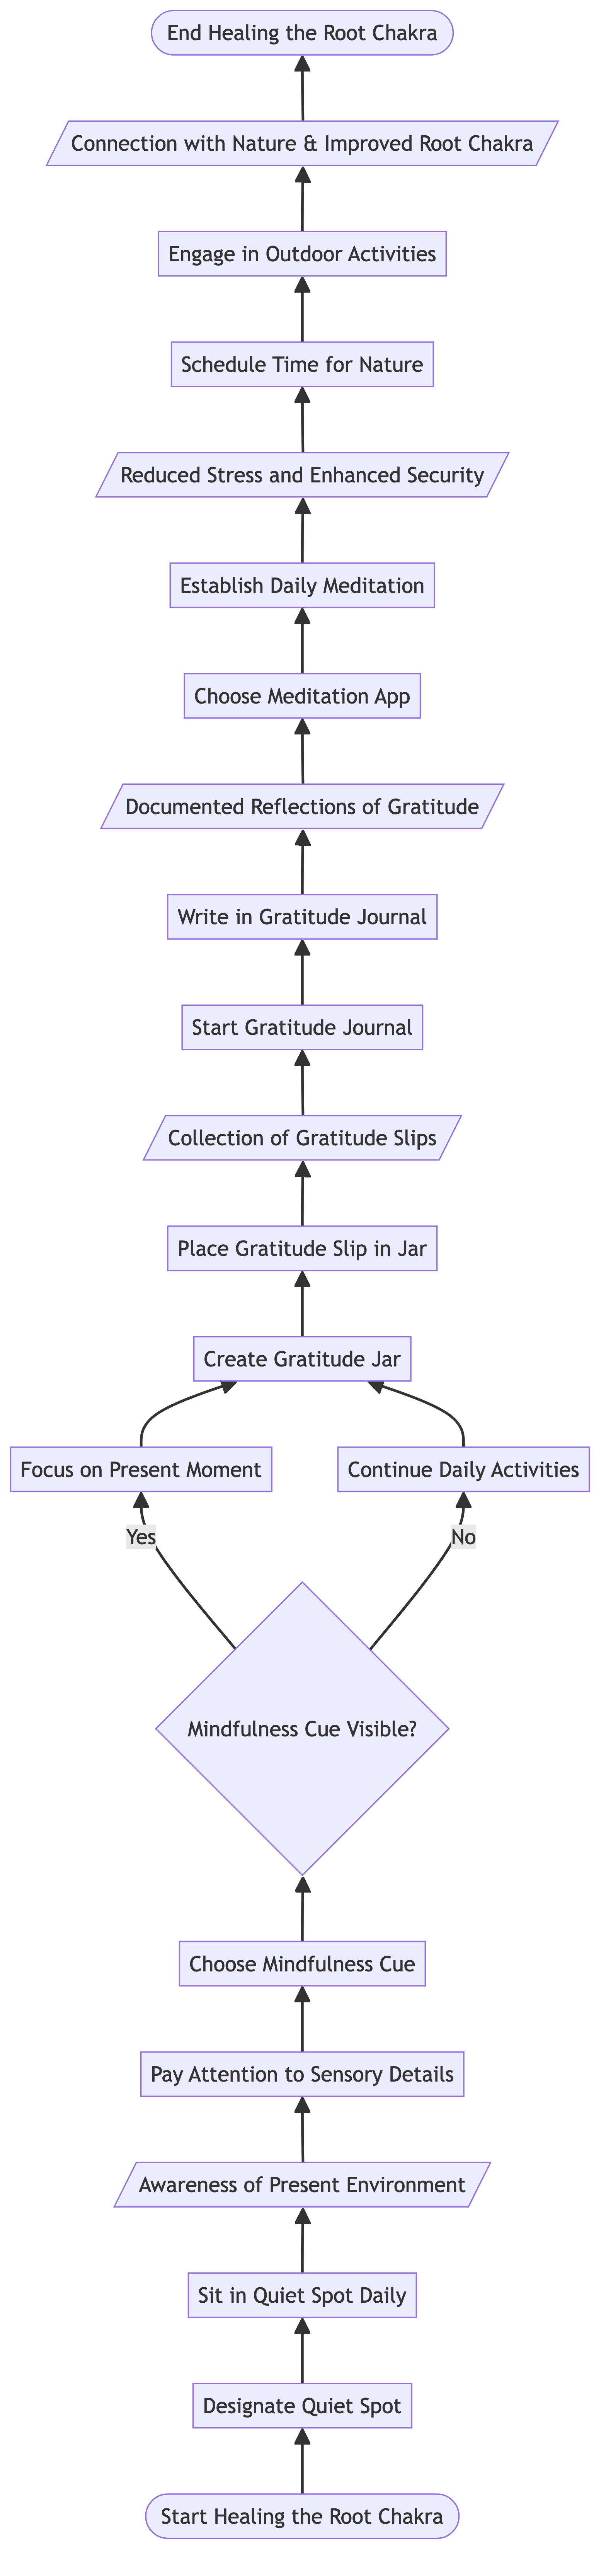 End Healing the Root Chakra
Connection with Nature & Improved Root Chakra
Engage in Outdoor Activities
Schedule Time for Nature
Reduced Stress and Enhanced Security
Establish Daily Meditation
Choose Meditation App
Documented Reflections of Gratitude
Write in Gratitude Journal
Start Gratitude Journal
Collection of Gratitude Slips
Place Gratitude Slip in Jar
Create Gratitude Jar
Focus on Present Moment
Continue Daily Activities
Yes
No
Mindfulness Cue Visible?
Choose Mindfulness Cue
Pay Attention to Sensory Details
Awareness of Present Environment
Sit in Quiet Spot Daily
Designate Quiet Spot
Start Healing the Root Chakra